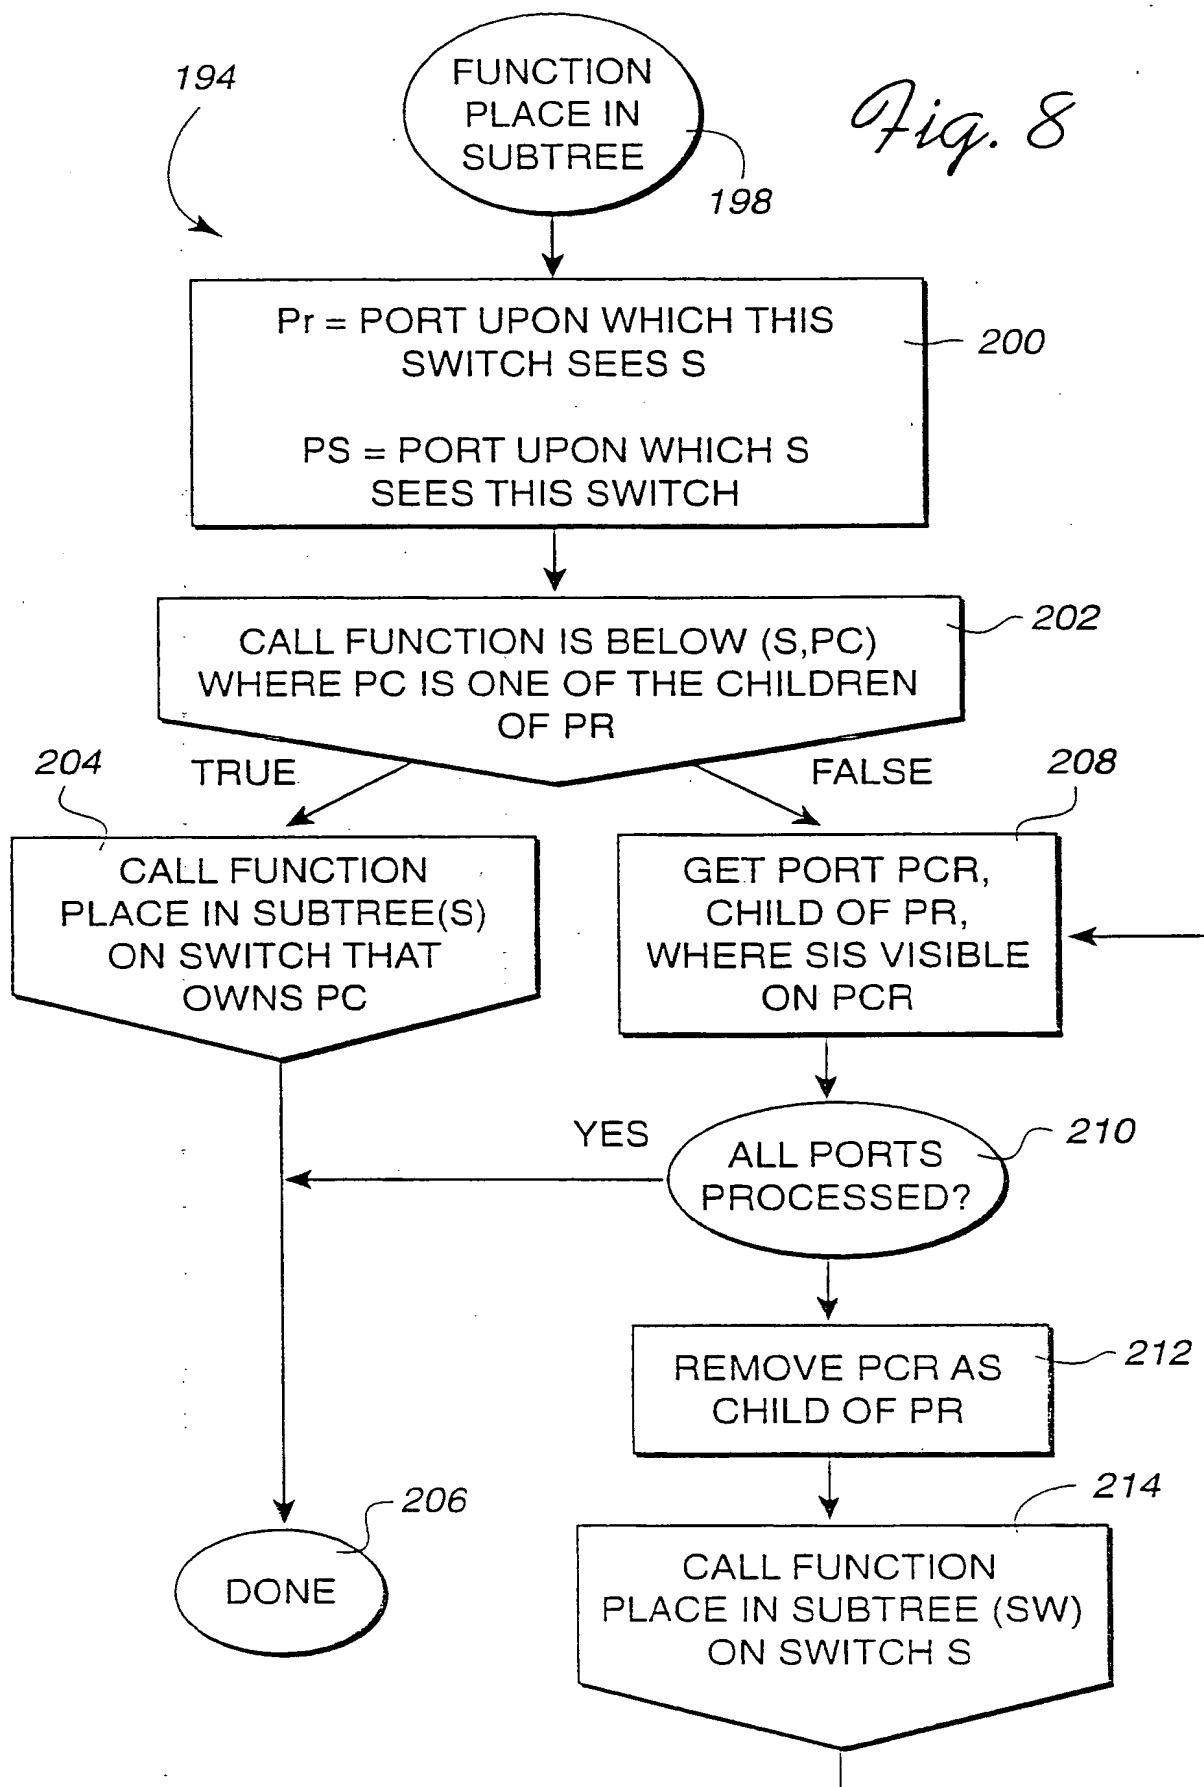 194
FUNCTION
PLACE IN
SUBTREE
Fig. 8
198
Pr = PORT UPON WHICH THIS
SWITCH SEES S
PS = PORT UPON WHICH S
SEES THIS SWITCH
200
CALL FUNCTION IS BELOW (S,PC)
WHERE PC IS ONE OF THE CHILDREN
OF PR
202
TRUE
FALSE
204
CALL FUNCTION
PLACE IN SUBTREE(S)
ON SWITCH THAT
OWNS PC
208
GET PORT PCR,
CHILD OF PR,
WHERE SIS VISIBLE
ON PCR
YES
ALL PORTS
PROCESSED?
210
REMOVE PCR AS
CHILD OF PR
212
206
DONE
214
CALL FUNCTION
PLACE IN SUBTREE (SW)
ON SWITCH S